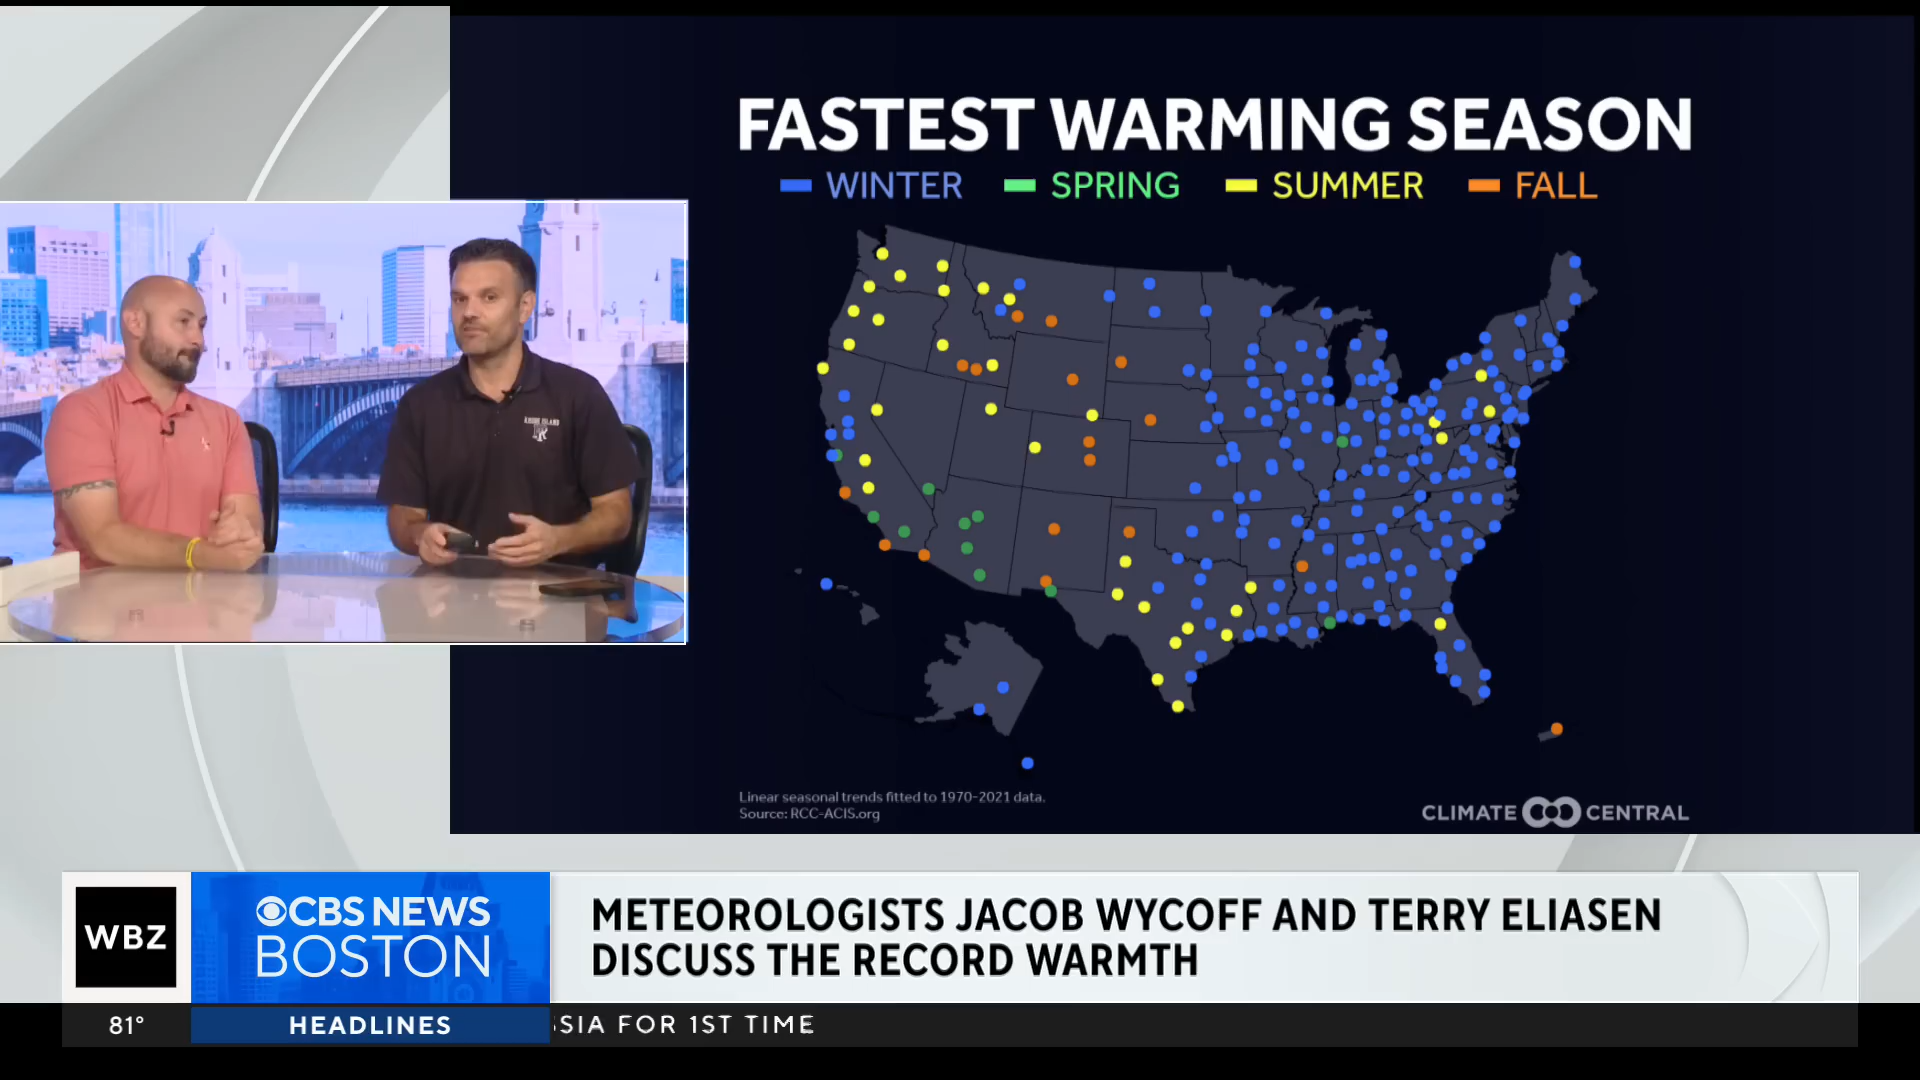 FASTEST WARMING SEASON
WINTER SPRING SUMMER FALL
RHODE ISLAND
Linear seasonal trends fitted to 1970-2021 data.
Source: RCC-ACIS.org
CLIMATE CENTRAL
WBZ
CBS NEWS
BOSTON
METEOROLOGISTS JACOB WYCOFF AND TERRY ELIASEN
DISCUSS THE RECORD WARMTH
81°
HEADLINES
SIA FOR 1ST TIME